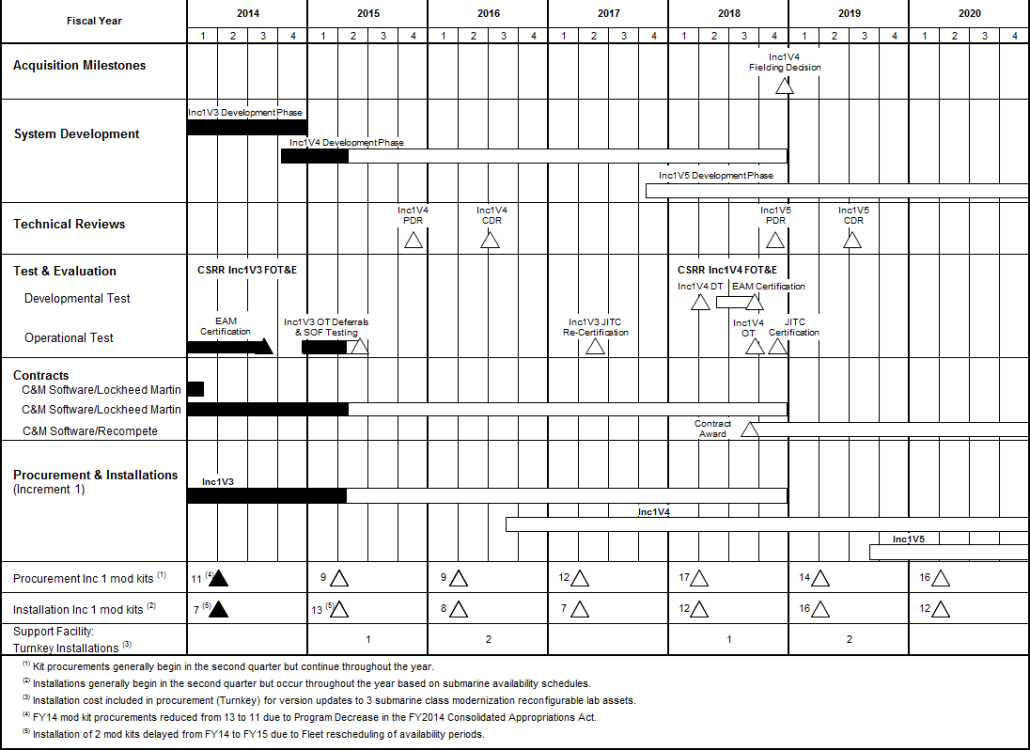 Fiscal Year 2014 2015 2016 2017 2018 2019 2020
1 2 3 4 1 2 3 4 1 2 3 4 1 2 3 4 1 2 3 4 1 2 3 4 1 2 3 4
Acquisition Milestones
Inc1V4
Fielding Decision
System Development
Inc1V3 Development Phase
Inc1V4 Development Phase
Inc1V5 Development Phase
Technical Reviews
Inc1V4
PDR
Inc1V4
CDR
Inc1V5
PDR
Inc1V5
CDR
Test & Evaluation
CSRR Inc1V3 FOT&E
CSRR Inc1V4 FOT&E
Developmental Test
Inc1V4 DT
EAM Certification
Operational Test
EAM
Certification
Inc1V3 OT Deferrals
& SOF Testing
Inc1V3 JITC
Re-Certification
Inc1V4
OT
JITC
Certification
Contracts
C&M Software/Lockheed Martin
C&M Software/Lockheed Martin
C&M Software/Recompete
Contract
Award
Procurement & Installations
(Increment 1)
Inc1V3
Inc1V4
Inc1V5
Procurement Inc 1 mod kits (1) 11 (4) 9 9 12 17 14 16
Installation Inc 1 mod kits (2) 7 (5) 13 (5) 8 7 12 16 12
Support Facility:
Turnkey Installations (3) 1 2 1 2
(1) Kit procurements generally begin in the second quarter but continue throughout the year.
(2) Installations generally begin in the second quarter but occur throughout the year based on submarine availability schedules.
(3) Installation cost included in procurement (Turnkey) for version updates to 3 submarine class modernization reconfigurable lab assets.
(4) FY14 mod kit procurements reduced from 13 to 11 due to Program Decrease in the FY2014 Consolidated Appropriations Act.
(5) Installation of 2 mod kits delayed from FY14 to FY15 due to Fleet rescheduling of availability periods.